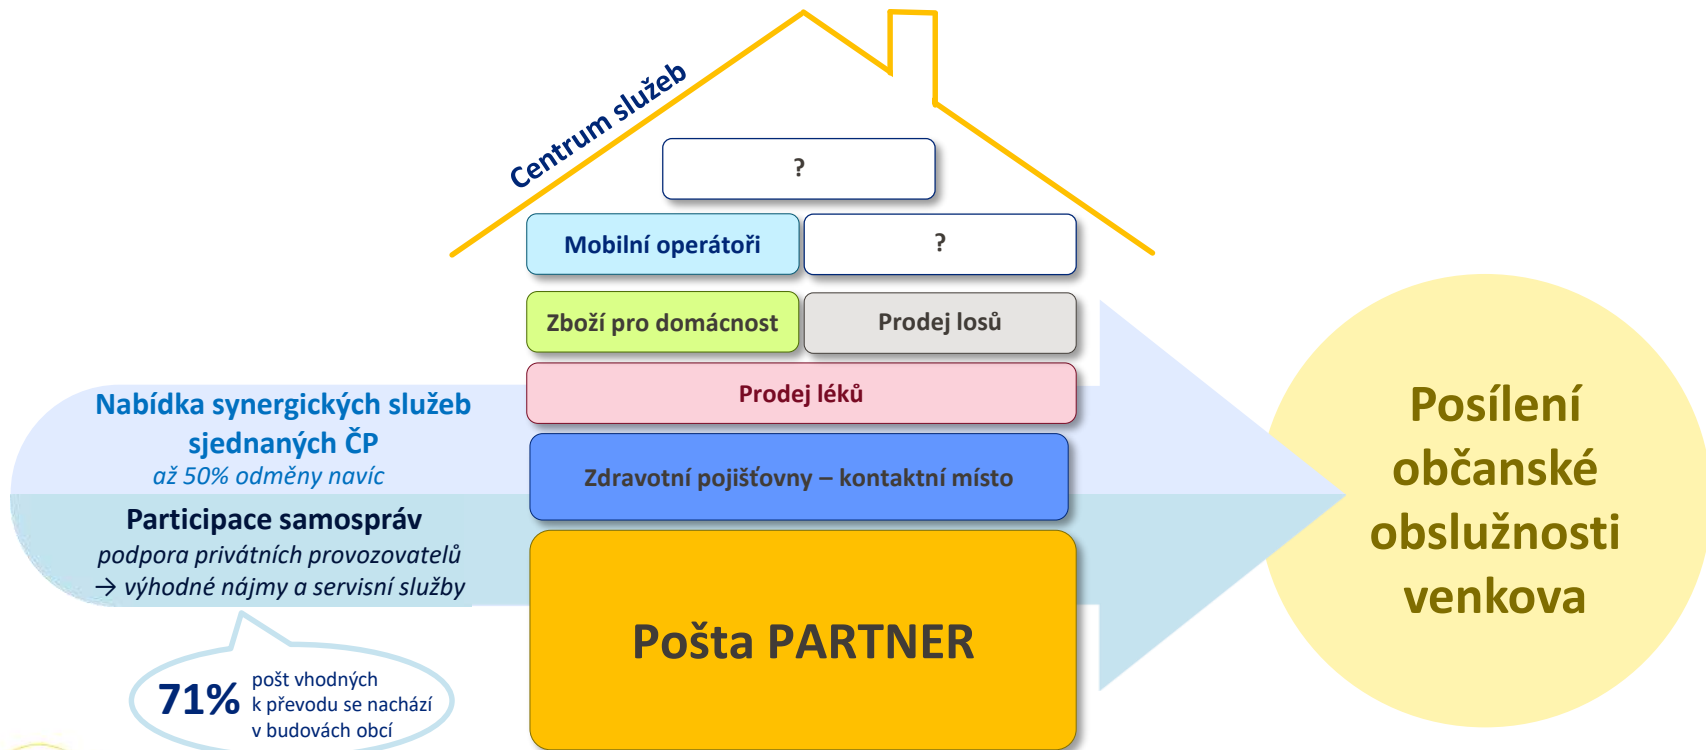 Centrum služeb
?
Mobilní operátoři
?
Zboží pro domácnost
Prodej losů
Prodej léků
Zdravotní pojišťovny – kontaktní místo
Pošta PARTNER
Nabídka synergických služeb
sjednaných ČP
až 50% odměny navíc
Participace samospráv
podpora privátních provozovatelů
→ výhodné nájmy a servisní služby
71%
pošt vhodných
k převodu se nachází
v budovách obcí
Posílení
občanské
obslužnosti
venkova